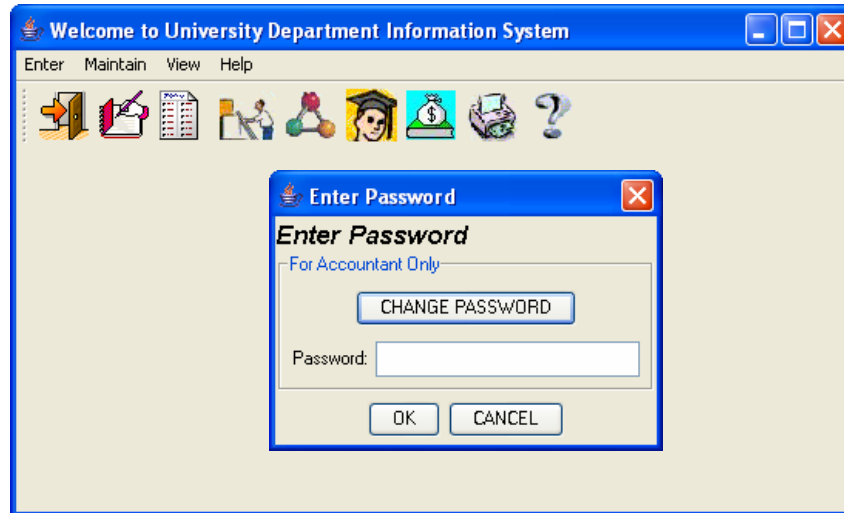 Welcome to University Department Information System
Enter Maintain View Help
Enter Password
Enter Password
For Accountant Only
CHANGE PASSWORD
Password:
OK CANCEL